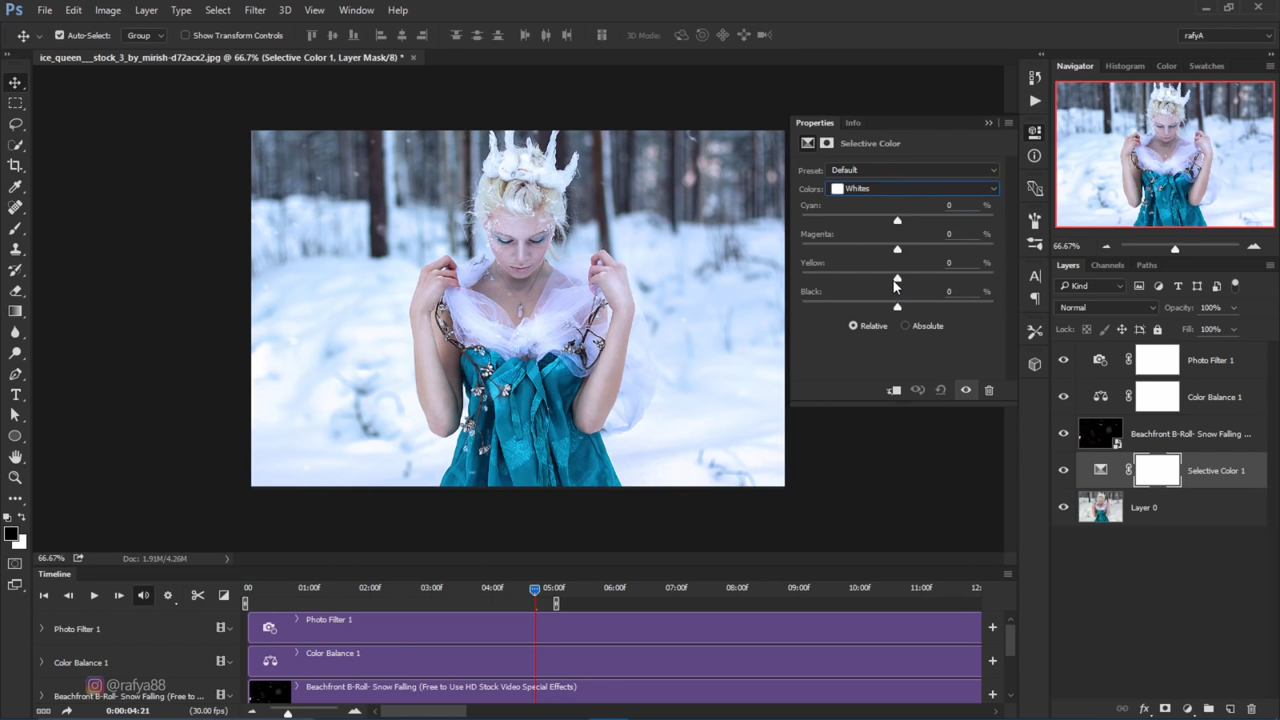 Ps File Edit Image Layer Type Select Filter 3D View Window Help
Auto-Select: Group Show Transform Controls 3D Mode: rafyA
ice_queen___stock_3_by_mirish-d72acx2.jpg @ 66.7% (Selective Color 1, Layer Mask/8) *
Navigator Histogram Color Swatches
Properties Info
Selective Color
Preset: Default
Colors: Whites
Cyan: 0 %
Magenta: 0 %
Yellow: 0 %
Black: 0 %
Relative Absolute
66.67%
Layers Channels Paths
Kind
Normal Opacity: 100%
Lock: Fill: 100%
Photo Filter 1
Color Balance 1
Beachfront B-Roll- Snow Falling ...
Selective Color 1
Layer 0
66.67% Doc: 1.91M/4.26M
Timeline
00 01:00f 02:00f 03:00f 04:00f 05:00f 06:00f 07:00f 08:00f 09:00f 10:00f 11:00f 12:
Photo Filter 1 Photo Filter 1
Color Balance 1 Color Balance 1
@rafya88
Beachfront B-Roll- Snow Falling (Free to ... Beachfront B-Roll- Snow Falling (Free to Use HD Stock Video Special Effects)
0:00:04:21 (30.00 fps)